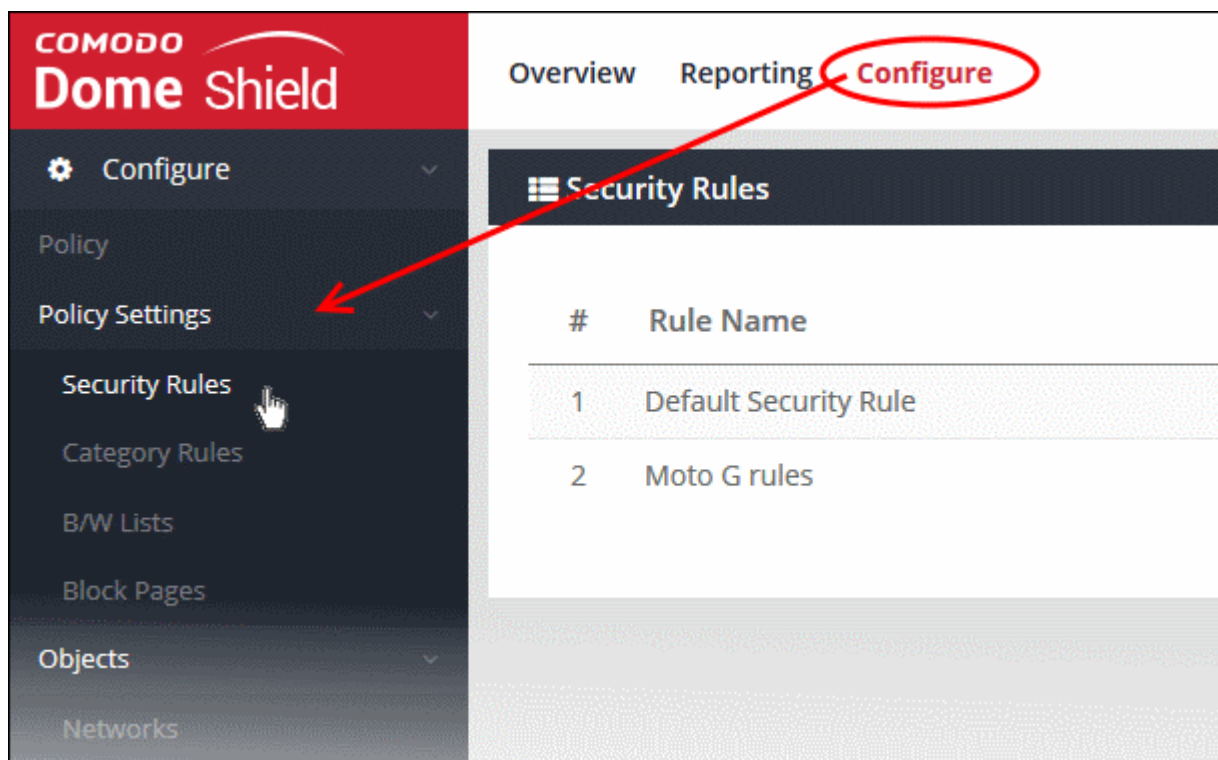 COMODO
Dome Shield
Overview Reporting Configure
Configure
Policy
Policy Settings
Security Rules
Category Rules
B/W Lists
Block Pages
Objects
Networks
Security Rules
# Rule Name
1 Default Security Rule
2 Moto G rules